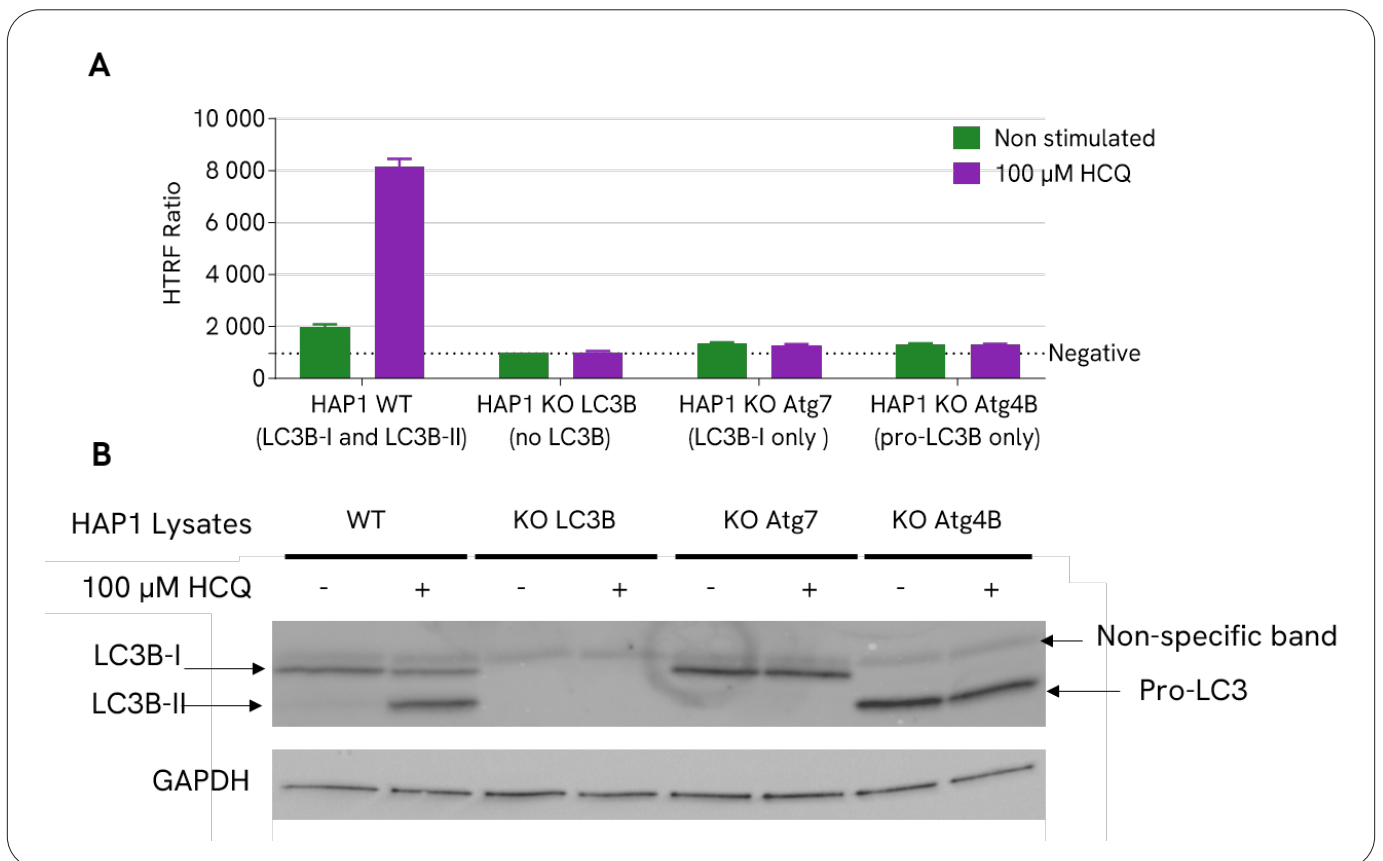 A
10 000
8 000
6 000
4 000
2 000
0
HTRF Ratio
Non stimulated
100 µM HCQ
Negative
HAP1 WT
(LC3B-I and LC3B-II)
HAP1 KO LC3B
(no LC3B)
HAP1 KO Atg7
(LC3B-I only )
HAP1 KO Atg4B
(pro-LC3B only)
B
HAP1 Lysates WT KO LC3B KO Atg7 KO Atg4B
100 µM HCQ - + - + - + - +
LC3B-I
LC3B-II
Non-specific band
Pro-LC3
GAPDH